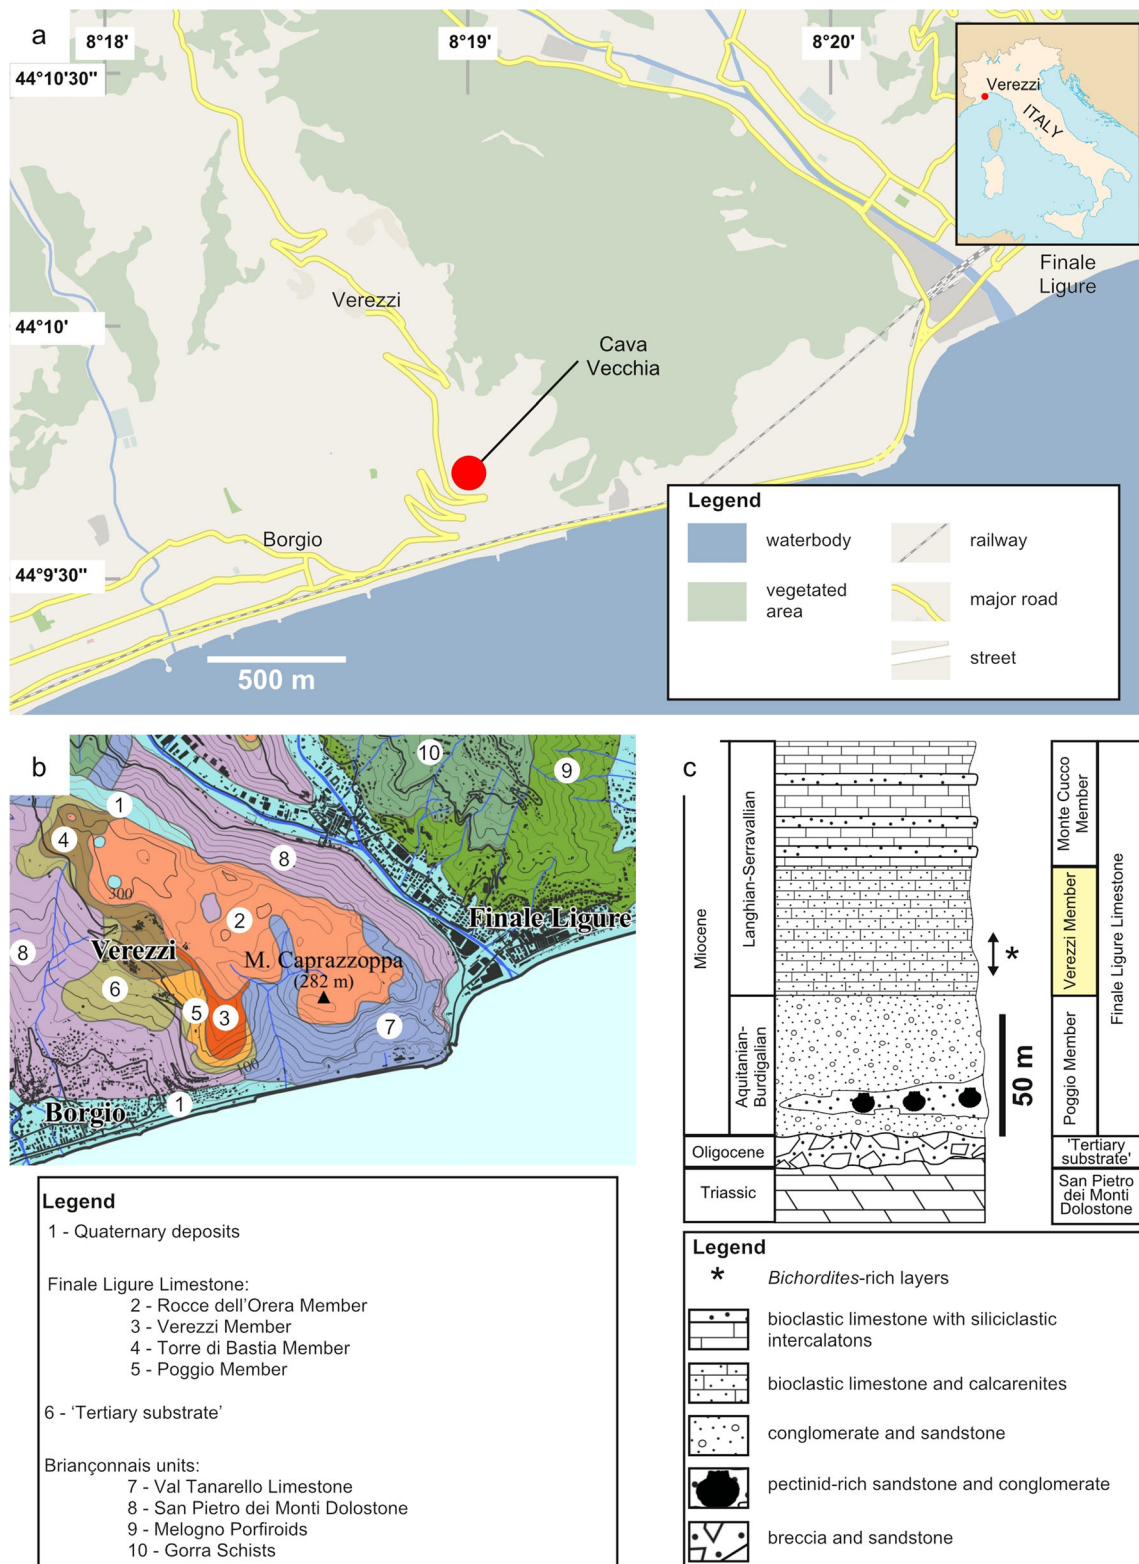 a
8°18'
8°19'
8°20'
44°10'30"
Verezzi
ITALY
Finale
Ligure
Verezzi
44°10'
Cava
Vecchia
Legend
waterbody
railway
vegetated
area
major road
street
Borgio
44°9'30"
500 m
b
10
9
1
4
8
300
2
Finale Ligure
Verezzi
M. Caprazzoppa
(282 m)
8
6
5
3
7
100
Borgio
1
Legend
1 - Quaternary deposits
Finale Ligure Limestone:
2 - Rocce dell'Orera Member
3 - Verezzi Member
4 - Torre di Bastia Member
5 - Poggio Member
6 - ‘Tertiary substrate’
Briançonnais units:
7 - Val Tanarello Limestone
8 - San Pietro dei Monti Dolostone
9 - Melogno Porfiroids
10 - Gorra Schists
c
Miocene
Langhian-Serravallian
Aquitanian-
Burdigalian
Oligocene
Triassic
*
50 m
Monte Cucco
Member
Verezzi Member
Poggio Member
Finale Ligure Limestone
'Tertiary
substrate'
San Pietro
dei Monti
Dolostone
Legend
* Bichordites-rich layers
bioclastic limestone with siliciclastic
intercalatons
bioclastic limestone and calcarenites
conglomerate and sandstone
pectinid-rich sandstone and conglomerate
breccia and sandstone